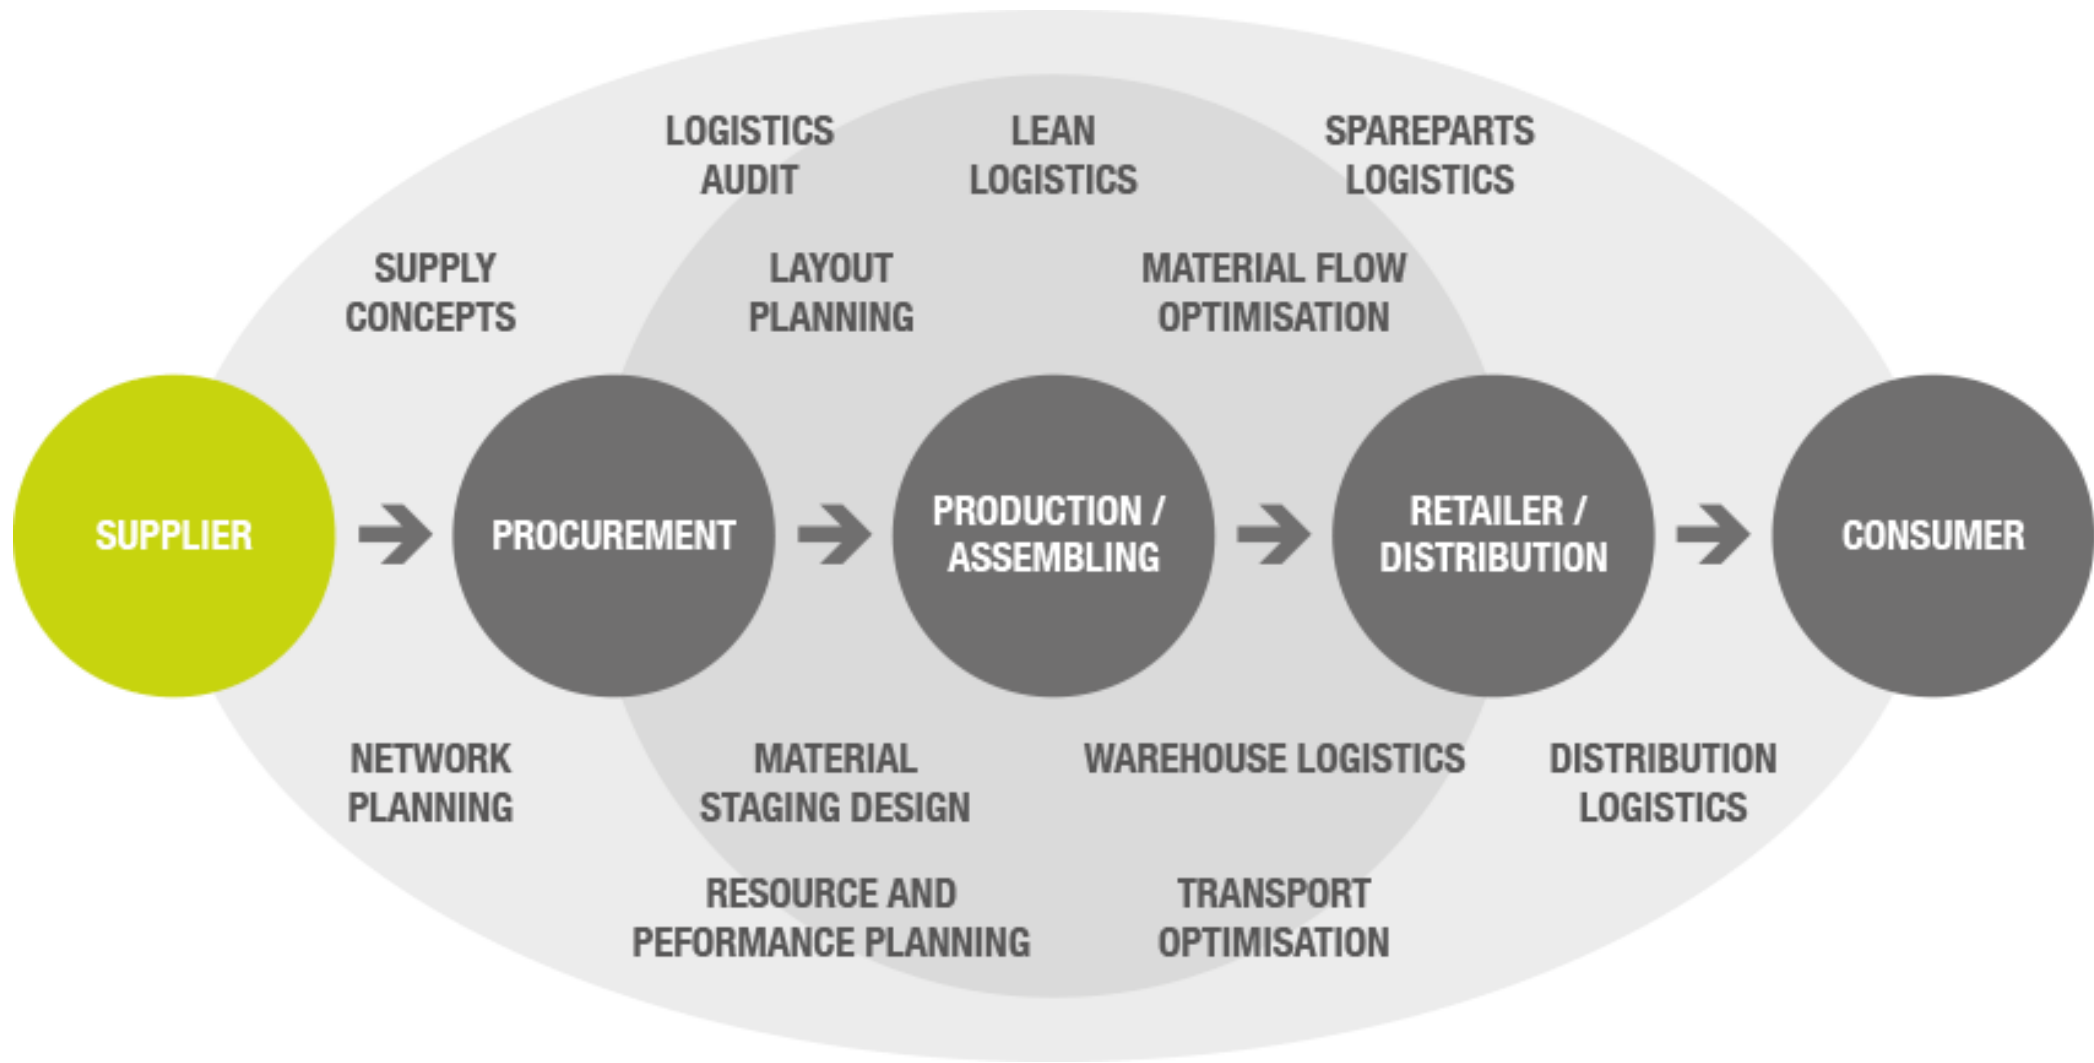 LOGISTICS
AUDIT
LEAN
LOGISTICS
SPAREPARTS
LOGISTICS
SUPPLY
CONCEPTS
LAYOUT
PLANNING
MATERIAL FLOW
OPTIMISATION
SUPPLIER
PROCUREMENT
PRODUCTION /
ASSEMBLING
RETAILER /
DISTRIBUTION
CONSUMER
NETWORK
PLANNING
MATERIAL
STAGING DESIGN
WAREHOUSE LOGISTICS
DISTRIBUTION
LOGISTICS
RESOURCE AND
PEFORMANCE PLANNING
TRANSPORT
OPTIMISATION